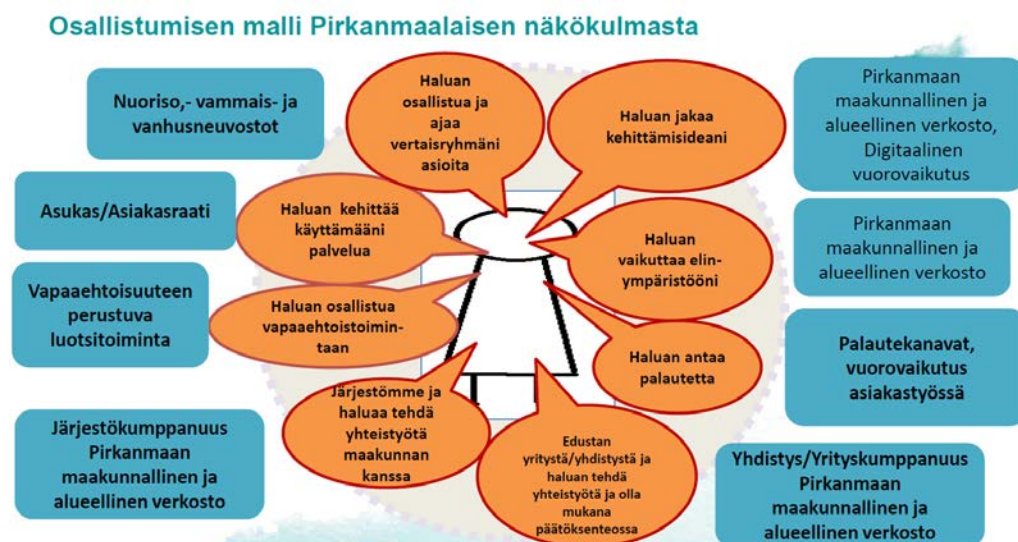 Osallistumisen malli Pirkanmaalaisen näkökulmasta
Nuoriso,- vammais- ja
vanhusneuvostot
Haluan
osallistua ja
ajaa
vertaisryhmäni
asioita
Haluan jakaa
kehittämisideani
Pirkanmaan
maakunnallinen ja
alueellinen verkosto,
Digitaalinen
vuorovaikutus
Asukas/Asiakasraati
Haluan kehittää
käyttämääni
palvelua
Haluan
vaikuttaa elin-
ympäristööni
Pirkanmaan
maakunnallinen ja
alueellinen verkosto
Vapaaehtoisuuteen
perustuva
luotsitoiminta
Haluan osallistua
vapaaehtoistoimin-
taan
Haluan antaa
palautetta
Palautekanavat,
vuorovaikutus
asiakastyössä
Järjestökumppanuus
Pirkanmaan
maakunnallinen ja
alueellinen verkosto
Järjestömme ja
haluaa tehdä
yhteistyötä
maakunnan
kanssa
Edustan
yritystä/yhdistystä ja
haluan tehdä
yhteistyötä ja olla
mukana
päätöksenteossa
Yhdistys/Yrityskumppanuus
Pirkanmaan
maakunnallinen ja
alueellinen verkosto